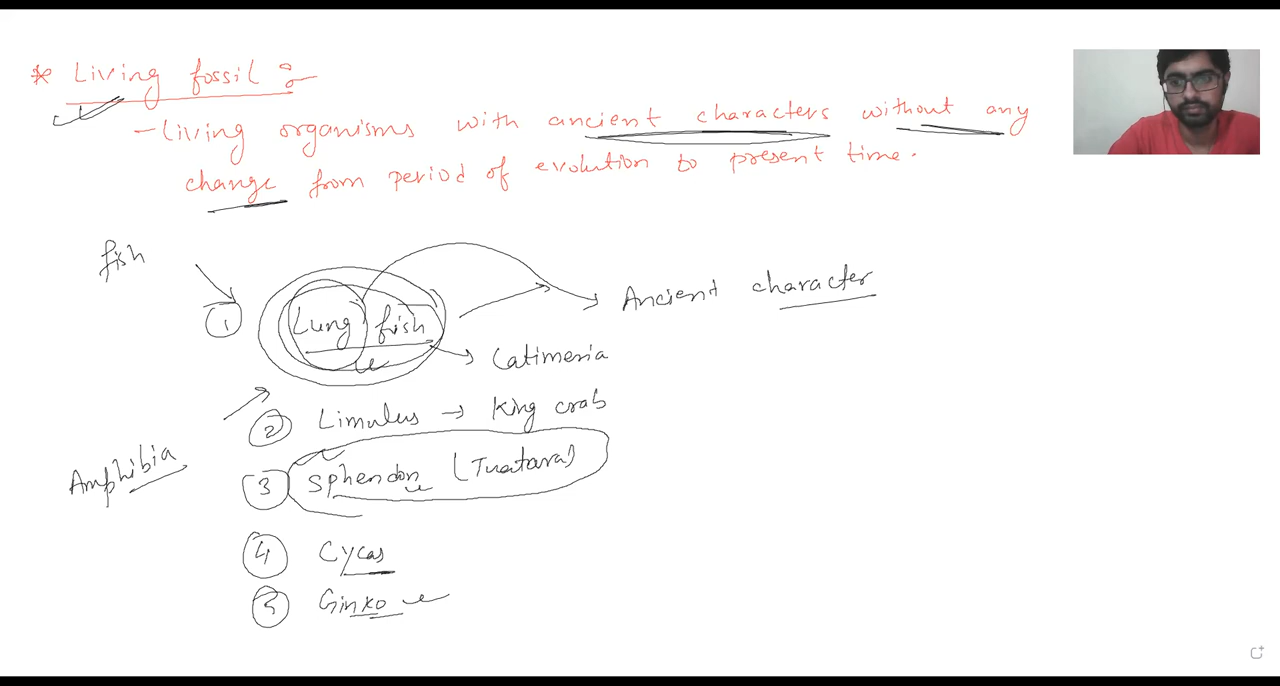 * Living fossil :-
- Living organisms with ancient characters without any
change from period of evolution to present time.
fish
① Lung fish → Ancient character
→ Latimeria
② Limulus → King crab
Amphibia
③ Sphendon (Tuatara)
④ Cycas
⑤ Ginko